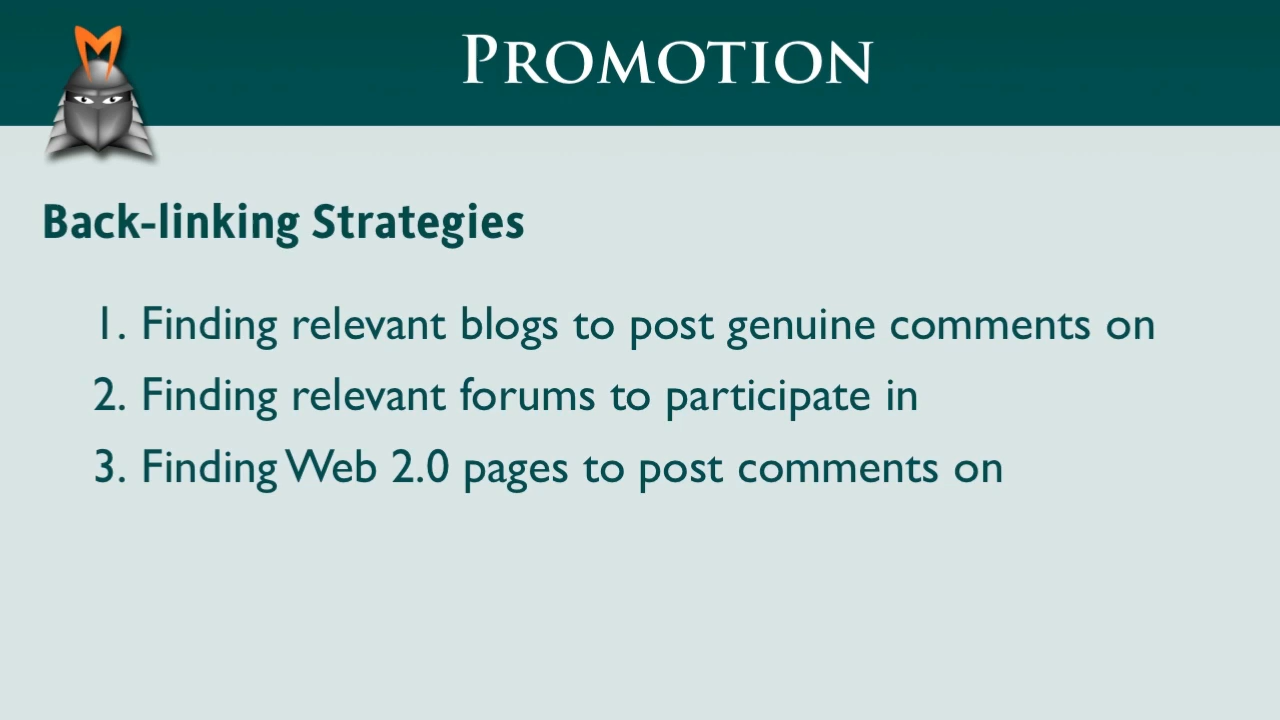 Promotion
Back-linking Strategies
1. Finding relevant blogs to post genuine comments on
2. Finding relevant forums to participate in
3. Finding Web 2.0 pages to post comments on